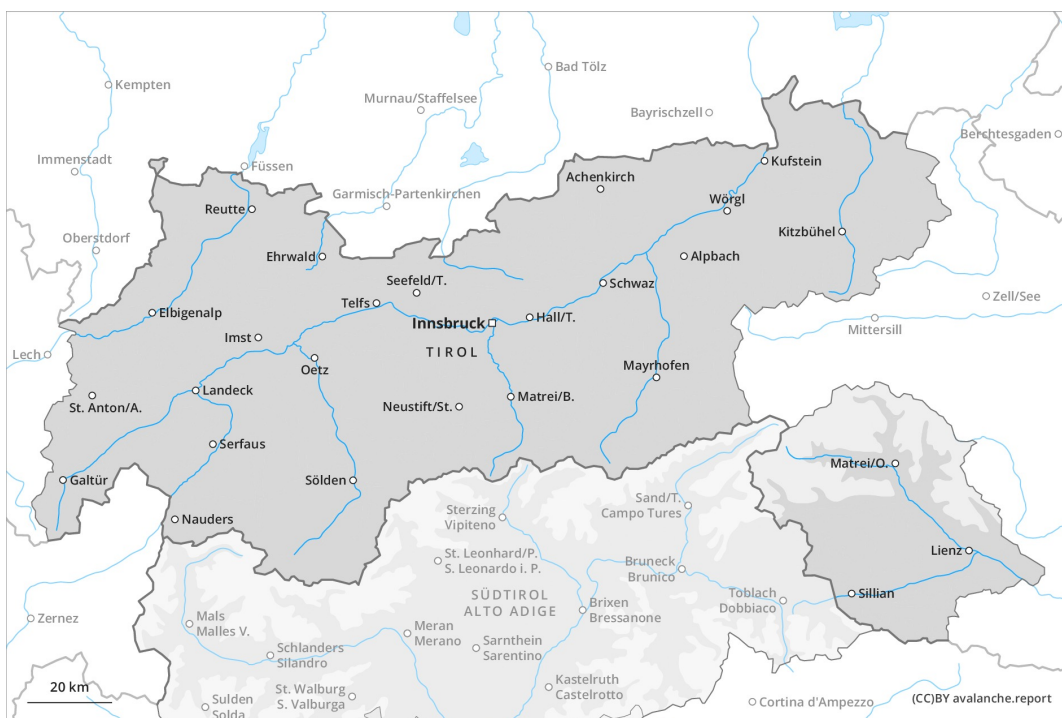 Kempten
Bad Tölz
Murnau/Staffelsee
Bayrischzell
Berchtesgaden
Immenstadt
Füssen
Kufstein
Achenkirch
Garmisch-Partenkirchen
Reutte
Wörgl
Oberstdorf
Kitzbühel
Ehrwald
Alpbach
Seefeld/T.
Schwaz
Zell/See
Telfs
Elbigenalp
Innsbruck
Hall/T.
Mittersill
Imst
TIROL
Lech
Oetz
Mayrhofen
Landeck
St. Anton/A.
Neustift/St.
Matrei/B.
Serfaus
Matrei/O.
Galtür
Sölden
Sand/T.
Campo Tures
Sterzing
Vipiteno
Nauders
St. Leonhard/P.
S. Leonardo i. P.
Lienz
Bruneck
Brunico
SÜDTIROL
ALTO ADIGE
Toblach
Dobbiaco
Sillian
Brixen
Bressanone
Zernez
Mals
Malles V.
Meran
Merano
Sarnthein
Sarentino
Schlanders
Silandro
Kastelruth
Castelrotto
20 km
St. Walburg
S. Valburga
Sulden
Solda
Cortina d'Ampezzo
(CC)BY avalanche.report